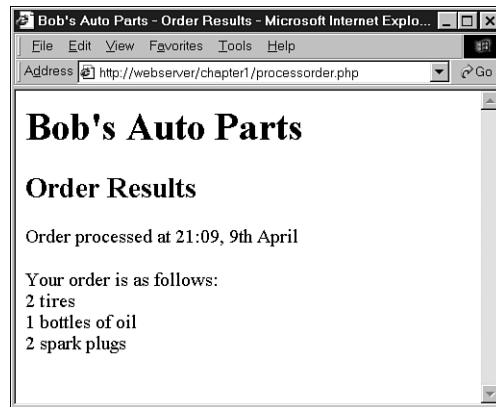 Bob's Auto Parts - Order Results - Microsoft Internet Explo...
File Edit View Favorites Tools Help
Address http://webserver/chapter1/processorder.php Go
Bob's Auto Parts
Order Results
Order processed at 21:09, 9th April
Your order is as follows:
2 tires
1 bottles of oil
2 spark plugs